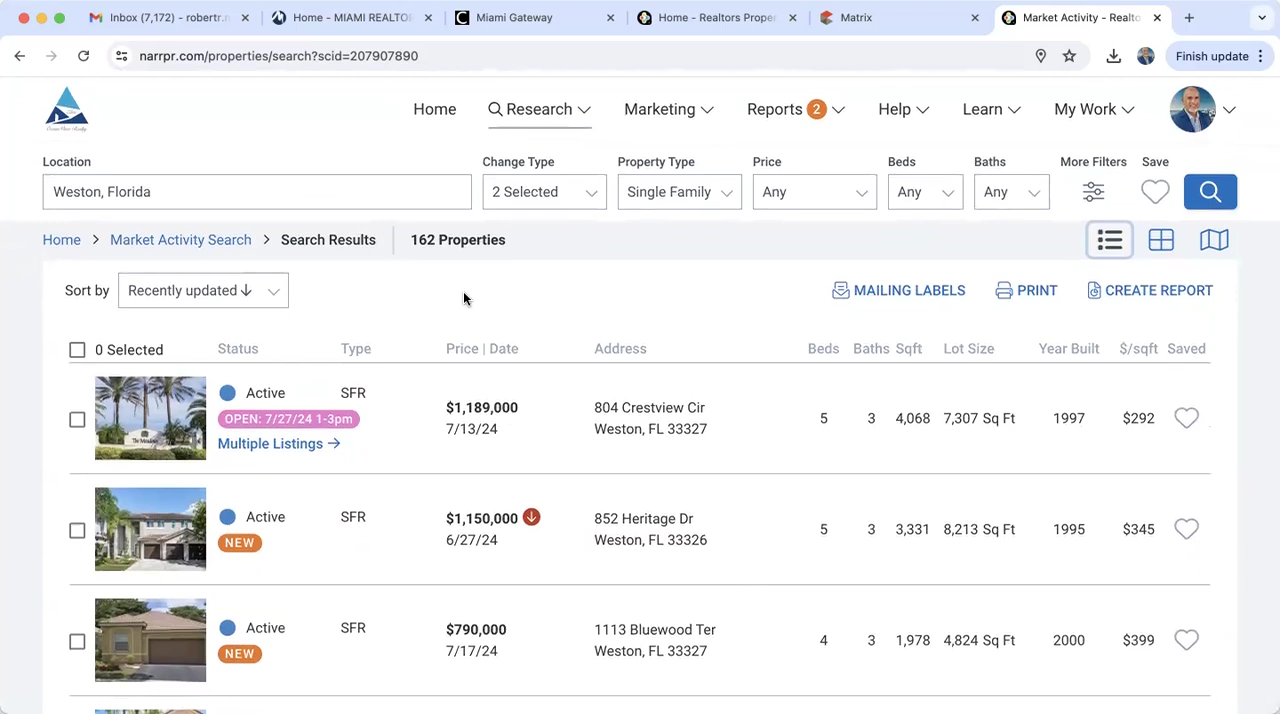 Inbox (7,172) - robertr.n
Home - MIAMI REALTO
Miami Gateway
Home - Realtors Prope
Matrix
Market Activity - Realto
narrpr.com/properties/search?scid=207907890
Finish update
Home
Research
Marketing
Reports 2
Help
Learn
My Work
Location
Change Type
Property Type
Price
Beds
Baths
More Filters
Save
Weston, Florida
2 Selected
Single Family
Any
Any
Any
Home > Market Activity Search > Search Results
162 Properties
Sort by
Recently updated ↓
MAILING LABELS
PRINT
CREATE REPORT
0 Selected Status Type Price | Date Address Beds Baths Sqft Lot Size Year Built $/sqft Saved
Active SFR
OPEN: 7/27/24 1-3pm
Multiple Listings →
$1,189,000
7/13/24
804 Crestview Cir
Weston, FL 33327
5 3 4,068 7,307 Sq Ft 1997 $292
Active SFR
NEW
$1,150,000
6/27/24
852 Heritage Dr
Weston, FL 33326
5 3 3,331 8,213 Sq Ft 1995 $345
Active SFR
NEW
$790,000
7/17/24
1113 Bluewood Ter
Weston, FL 33327
4 3 1,978 4,824 Sq Ft 2000 $399